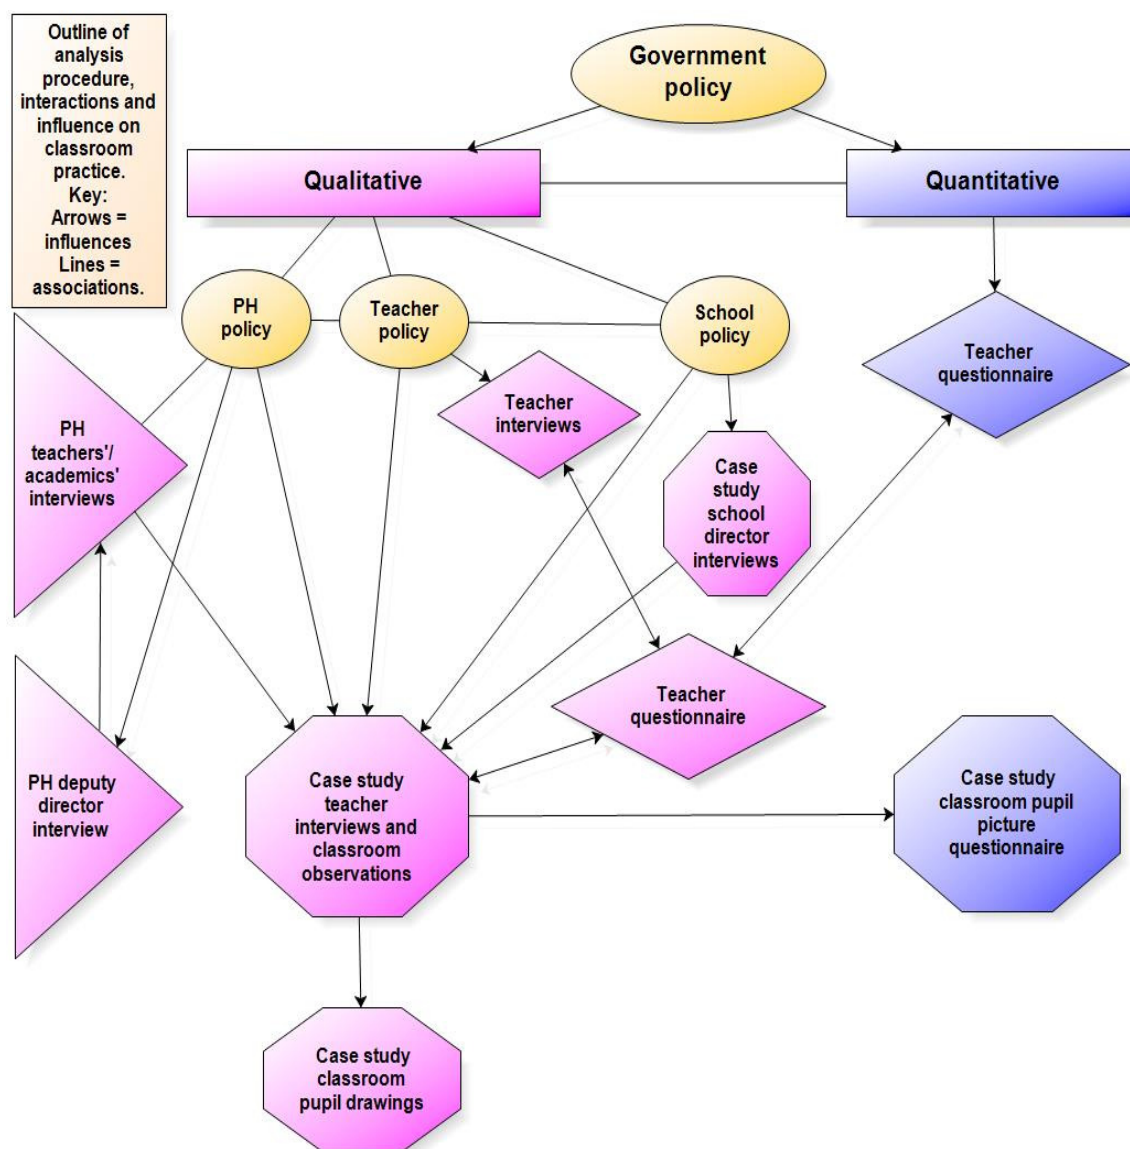 Outline of
analysis
procedure,
interactions and
influence on
classroom
practice.
Key:
Arrows =
influences
Lines =
associations.
Government
policy
Qualitative
Quantitative
PH
policy
Teacher
policy
School
policy
Teacher
questionnaire
Teacher
interviews
PH
teachers'/
academics'
interviews
Case
study
school
director
interviews
Teacher
questionnaire
PH deputy
director
interview
Case study
teacher
interviews and
classroom
observations
Case study
classroom pupil
picture
questionnaire
Case study
classroom
pupil drawings